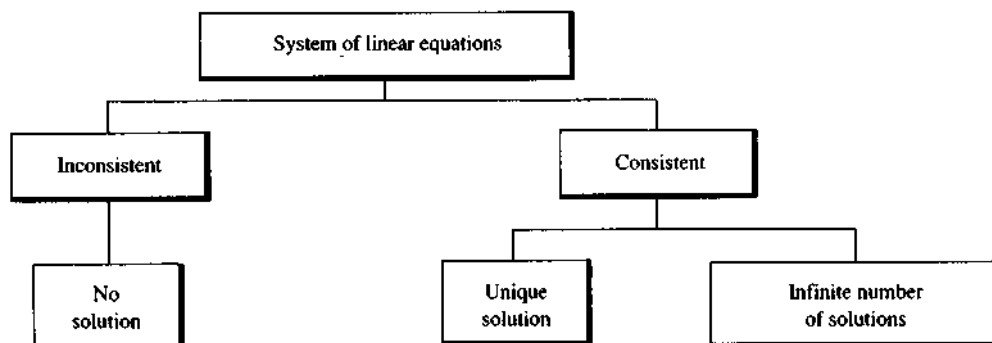 System of linear equations
Inconsistent
Consistent
No
solution
Unique
solution
Infinite number
of solutions